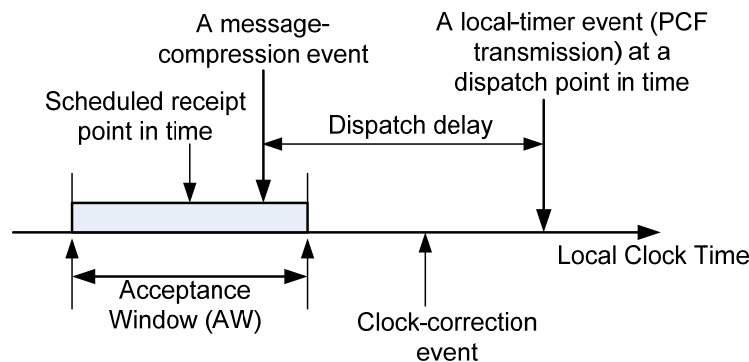 A message-
compression event
A local-timer event (PCF
transmission) at a
dispatch point in time
Scheduled receipt
point in time
Dispatch delay
Local Clock Time
Acceptance
Window (AW)
Clock-correction
event